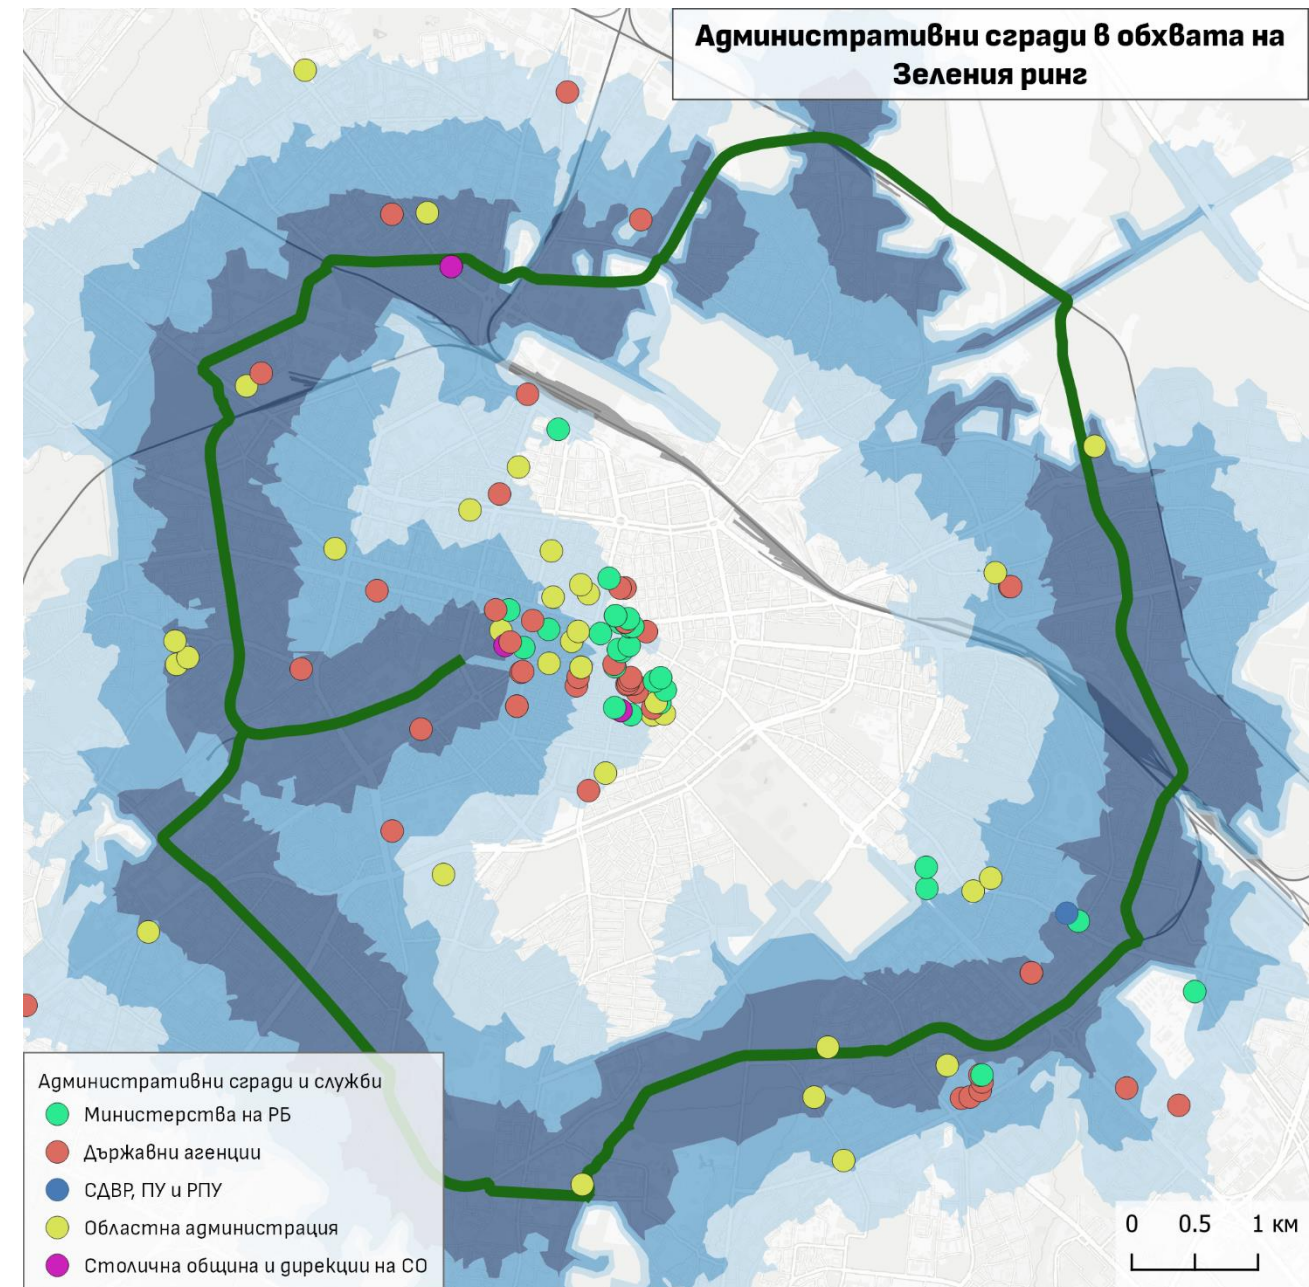 Административни сгради в обхвата на
Зеления ринг
Административни сгради и служби
Министерства на РБ
Държавни агенции
СДВР, ПУ и РПУ
Областна администрация
Столична община и дирекции на СО
0 0.5 1 км